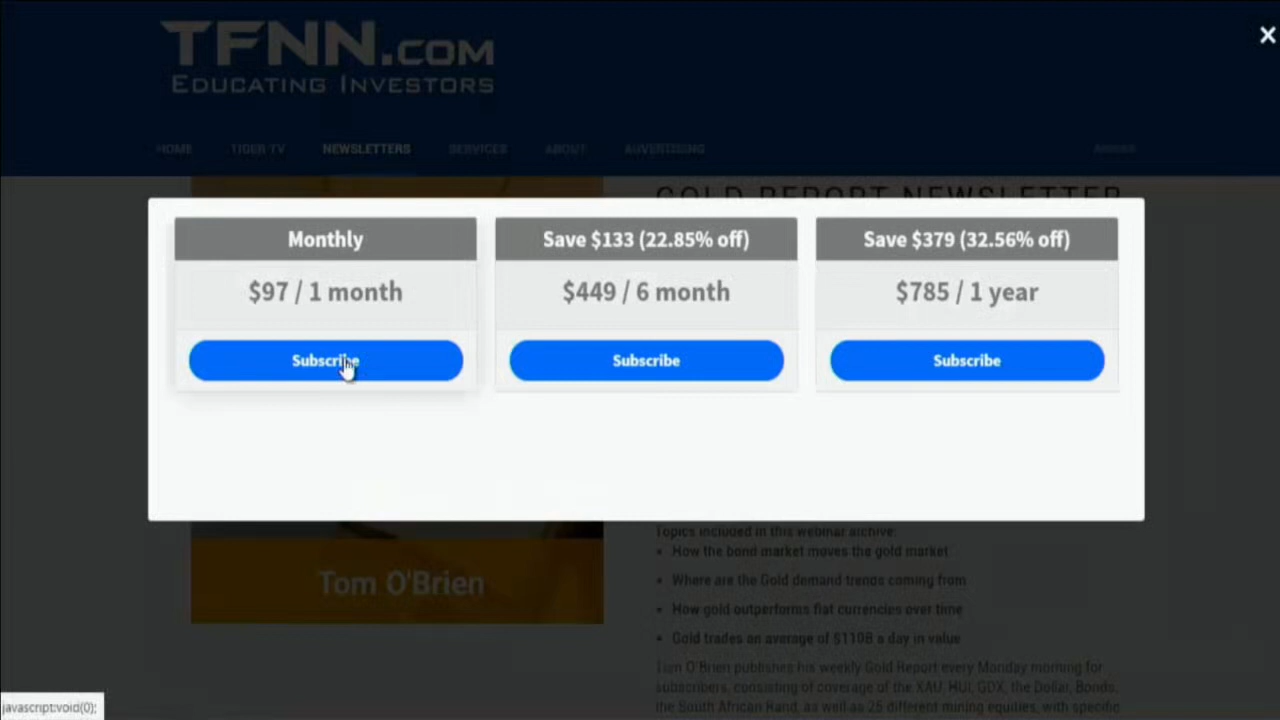 TFNN.COM
EDUCATING INVESTORS
HOME TIGER TV NEWSLETTERS SERVICES ABOUT ADVERTISING
GOLD REPORT NEWSLETTER
Monthly
$97 / 1 month
Subscribe
Save $133 (22.85% off)
$449 / 6 month
Subscribe
Save $379 (32.56% off)
$785 / 1 year
Subscribe
Tom O'Brien
Topics included in this webinar archive:
• How the bond market moves the gold market
• Where are the Gold demand trends coming from
• How gold outperforms fiat currencies over time
• Gold trades on average of $110B a day in value
Tom O'Brien publishes his weekly Gold Report every Monday morning for
subscribers, consisting of coverage of the XAU, HUI, GDX, the Dollar, Bonds,
the South African Rand, as well as 25 different mining equities, with specific
javascript:void(0);